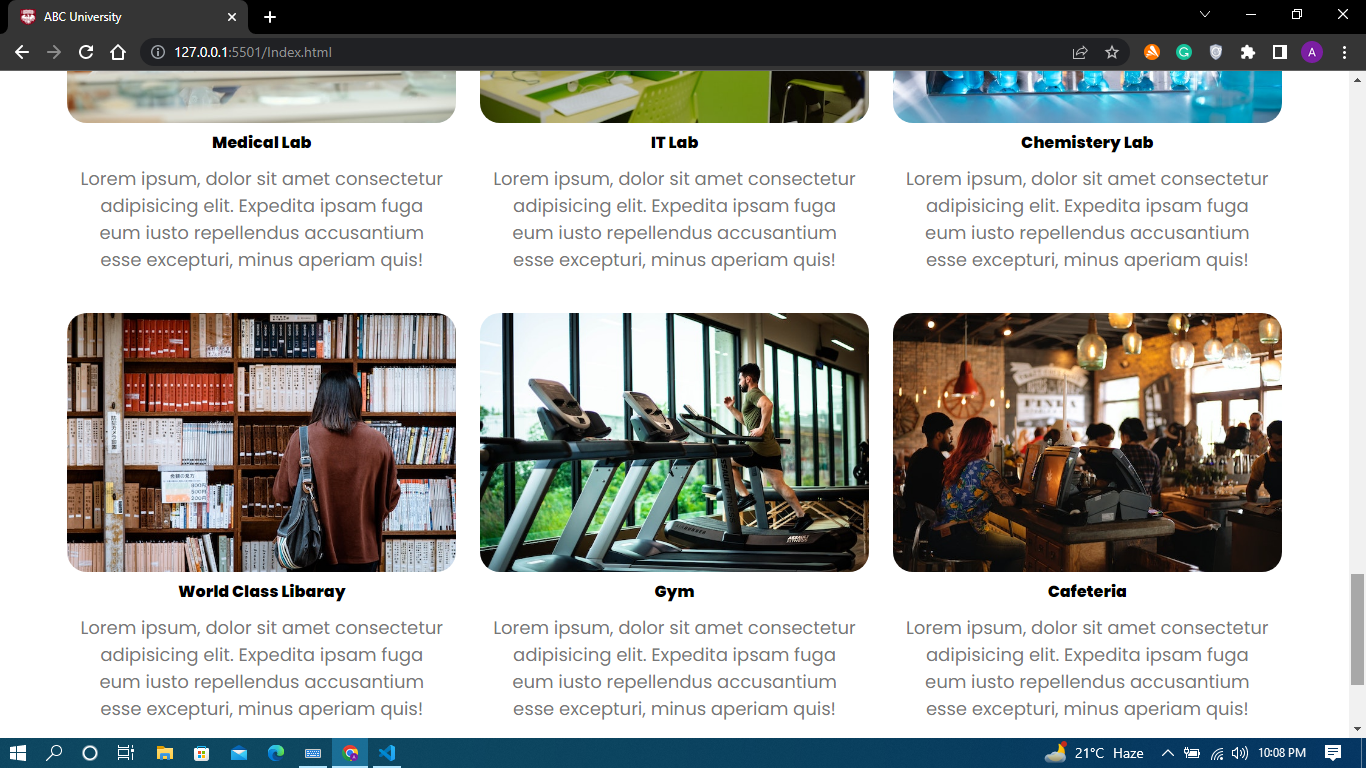 ABC University
127.0.0.1:5501/Index.html
A
Medical Lab
IT Lab
Chemistery Lab
Lorem ipsum, dolor sit amet consectetur
adipisicing elit. Expedita ipsam fuga
eum iusto repellendus accusantium
esse excepturi, minus aperiam quis!
Lorem ipsum, dolor sit amet consectetur
adipisicing elit. Expedita ipsam fuga
eum iusto repellendus accusantium
esse excepturi, minus aperiam quis!
Lorem ipsum, dolor sit amet consectetur
adipisicing elit. Expedita ipsam fuga
eum iusto repellendus accusantium
esse excepturi, minus aperiam quis!
World Class Libaray
Gym
Cafeteria
Lorem ipsum, dolor sit amet consectetur
adipisicing elit. Expedita ipsam fuga
eum iusto repellendus accusantium
esse excepturi, minus aperiam quis!
Lorem ipsum, dolor sit amet consectetur
adipisicing elit. Expedita ipsam fuga
eum iusto repellendus accusantium
esse excepturi, minus aperiam quis!
Lorem ipsum, dolor sit amet consectetur
adipisicing elit. Expedita ipsam fuga
eum iusto repellendus accusantium
esse excepturi, minus aperiam quis!
21°C Haze
10:08 PM